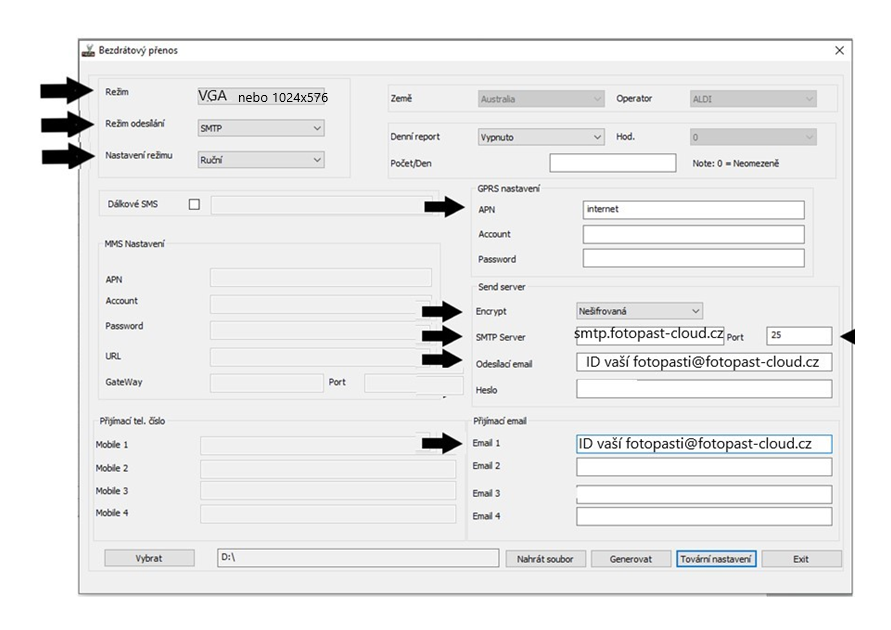 Bezdrátový přenos
Režim VGA nebo 1024x576
Režim odesílání SMTP
Nastavení režimu Ruční
Země Australia Operator ALDI
Denní report Vypnuto Hod. 0
Počet/Den Note: 0 = Neomezeně
Dálkové SMS
GPRS nastavení
APN internet
Account
Password
MMS Nastavení
APN
Account
Password
URL
GateWay Port
Send server
Encrypt Nešifrovaná
SMTP Server smtp.fotopast-cloud.cz Port 25
Odesílací email ID vaší fotopasti@fotopast-cloud.cz
Heslo
Přijímací tel. číslo
Mobile 1
Mobile 2
Mobile 3
Mobile 4
Přijímací email
Email 1 ID vaší fotopasti@fotopast-cloud.cz
Email 2
Email 3
Email 4
Vybrat D:\ Nahrát soubor Generovat Tovární nastavení Exit